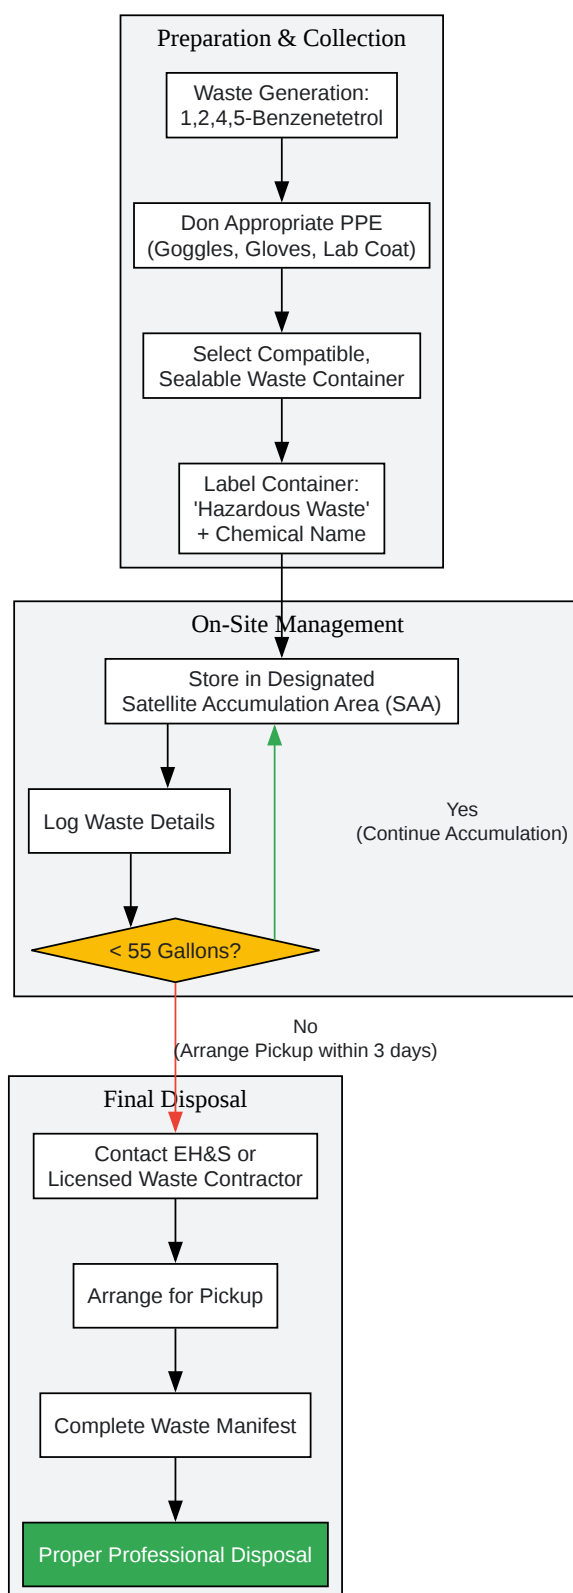 Preparation & Collection
Waste Generation:
1,2,4,5-Benzenetetrol
Don Appropriate PPE
(Goggles, Gloves, Lab Coat)
Select Compatible,
Sealable Waste Container
Label Container:
'Hazardous Waste'
+ Chemical Name
On-Site Management
Store in Designated
Satellite Accumulation Area (SAA)
Log Waste Details
Yes
(Continue Accumulation)
< 55 Gallons?
No
(Arrange Pickup within 3 days)
Final Disposal
Contact EH&S or
Licensed Waste Contractor
Arrange for Pickup
Complete Waste Manifest
Proper Professional Disposal